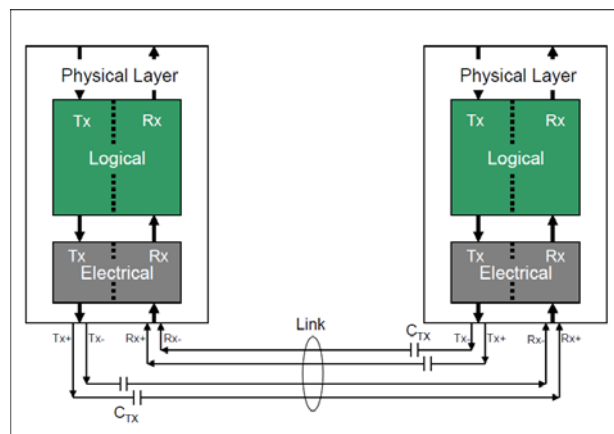 Physical Layer
Tx Rx
Logical
Tx Rx
Electrical
Tx+ Tx- Rx+ Rx-
Physical Layer
Tx Rx
Logical
Tx Rx
Electrical
Tx- Tx+ Rx- Rx+
Link
CTX
CTX